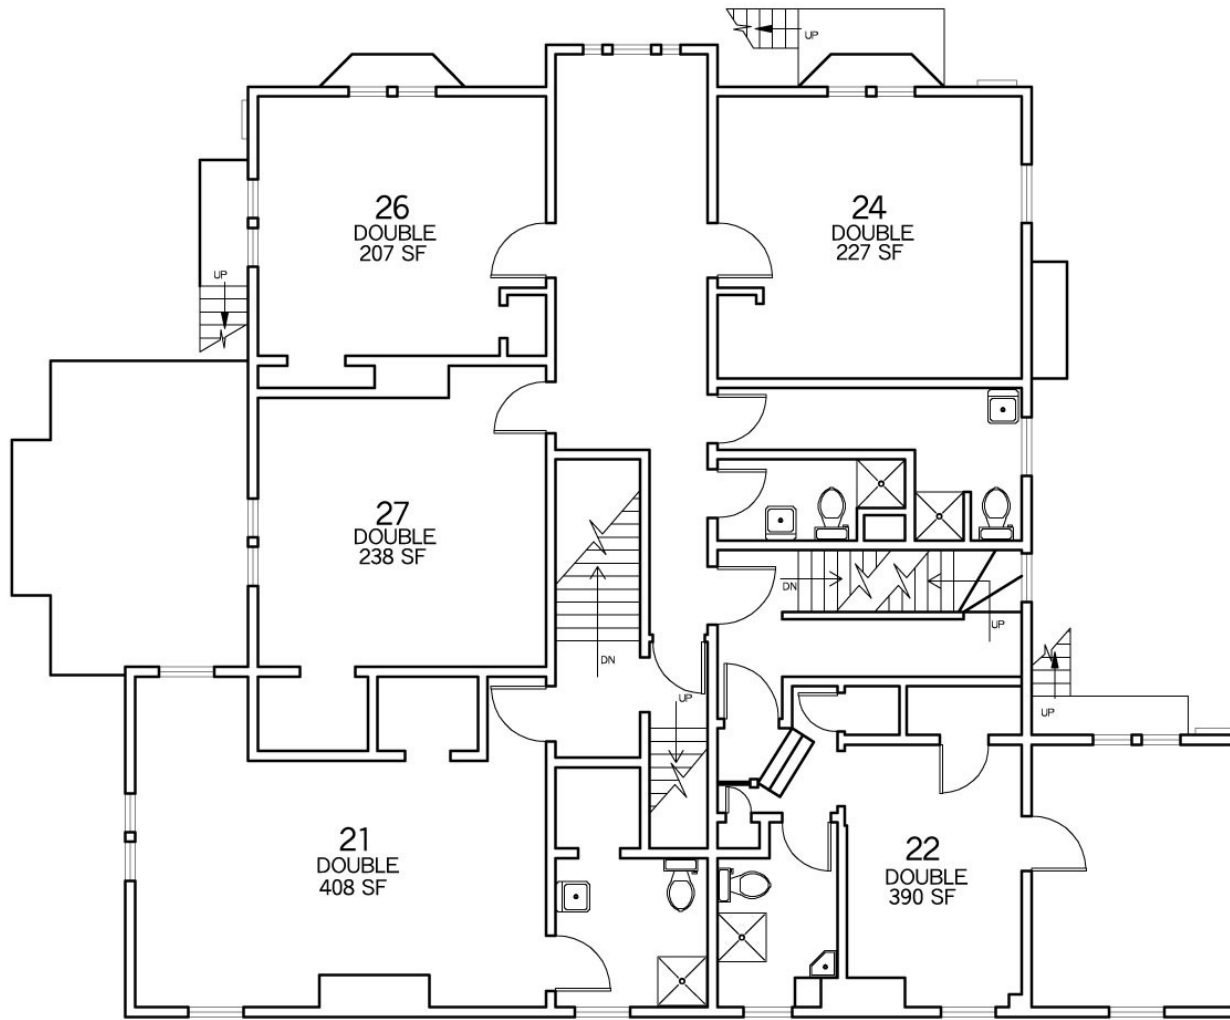 UP
26
DOUBLE
207 SF
24
DOUBLE
227 SF
UP
27
DOUBLE
238 SF
DN
UP
DN
UP
UP
21
DOUBLE
408 SF
22
DOUBLE
390 SF